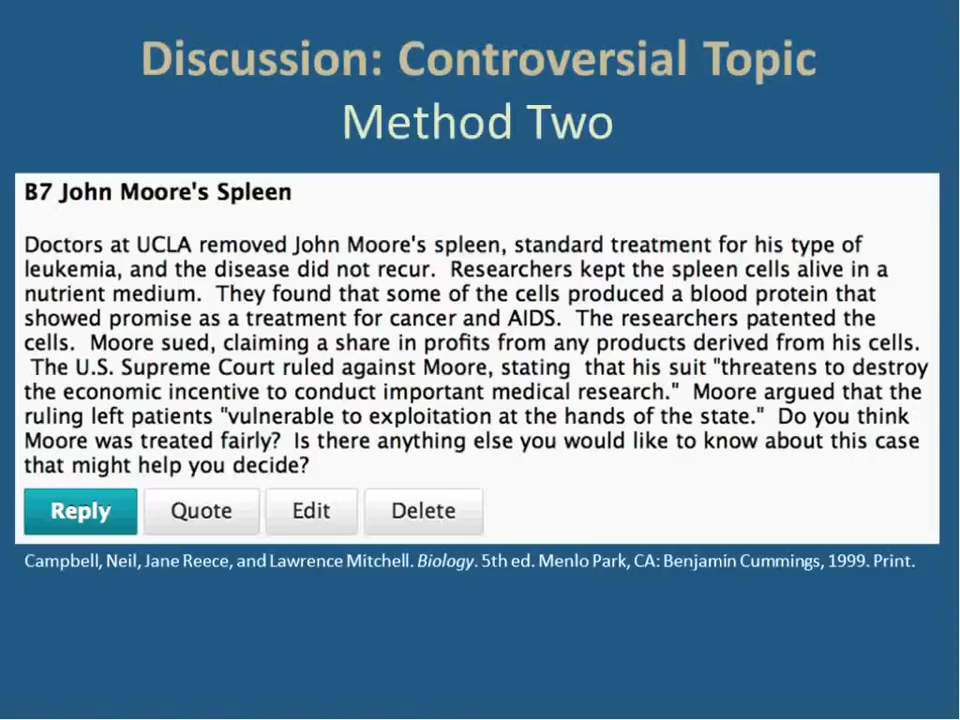 Discussion: Controversial Topic
Method Two
B7 John Moore's Spleen
Doctors at UCLA removed John Moore's spleen, standard treatment for his type of
leukemia, and the disease did not recur.  Researchers kept the spleen cells alive in a
nutrient medium.  They found that some of the cells produced a blood protein that
showed promise as a treatment for cancer and AIDS.  The researchers patented the
cells.  Moore sued, claiming a share in profits from any products derived from his cells.
The U.S. Supreme Court ruled against Moore, stating  that his suit "threatens to destroy
the economic incentive to conduct important medical research."  Moore argued that the
ruling left patients "vulnerable to exploitation at the hands of the state."  Do you think
Moore was treated fairly?  Is there anything else you would like to know about this case
that might help you decide?
Reply Quote Edit Delete
Campbell, Neil, Jane Reece, and Lawrence Mitchell. Biology. 5th ed. Menlo Park, CA: Benjamin Cummings, 1999. Print.